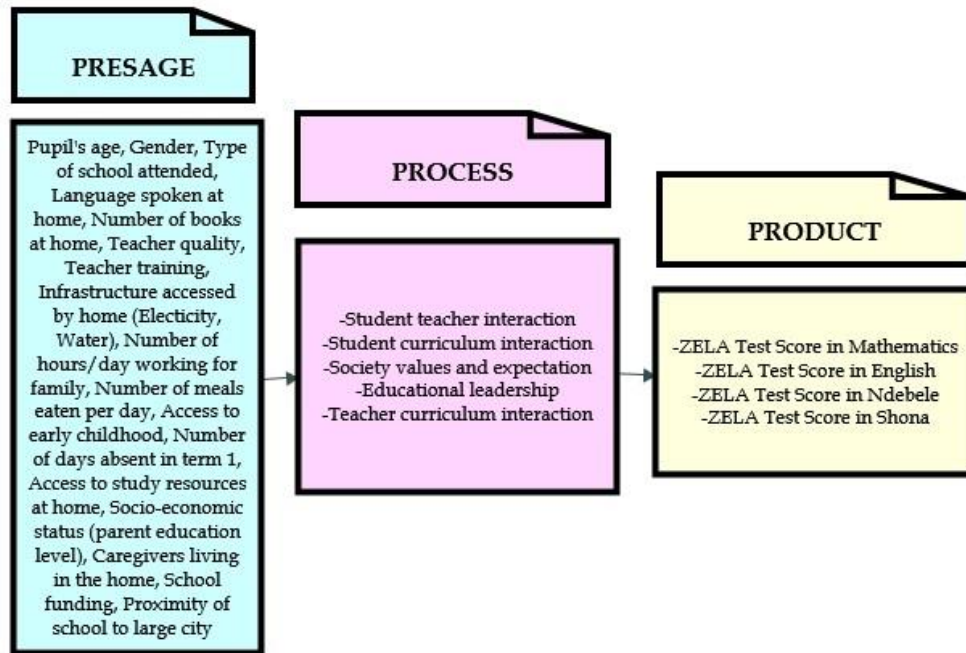 PRESAGE
Pupil's age, Gender, Type
of school attended,
Language spoken at
home, Number of books
at home, Teacher quality,
Teacher training,
Infrastructure accessed
by home (Electicity,
Water), Number of
hours/day working for
family, Number of meals
eaten per day, Access to
early childhood, Number
of days absent in term 1,
Access to study resources
at home, Socio-economic
status (parent education
level), Caregivers living
in the home, School
funding, Proximity of
school to large city
PROCESS
-Student teacher interaction
-Student curriculum interaction
-Society values and expectation
-Educational leadership
-Teacher curriculum interaction
PRODUCT
-ZELA Test Score in Mathematics
-ZELA Test Score in English
-ZELA Test Score in Ndebele
-ZELA Test Score in Shona